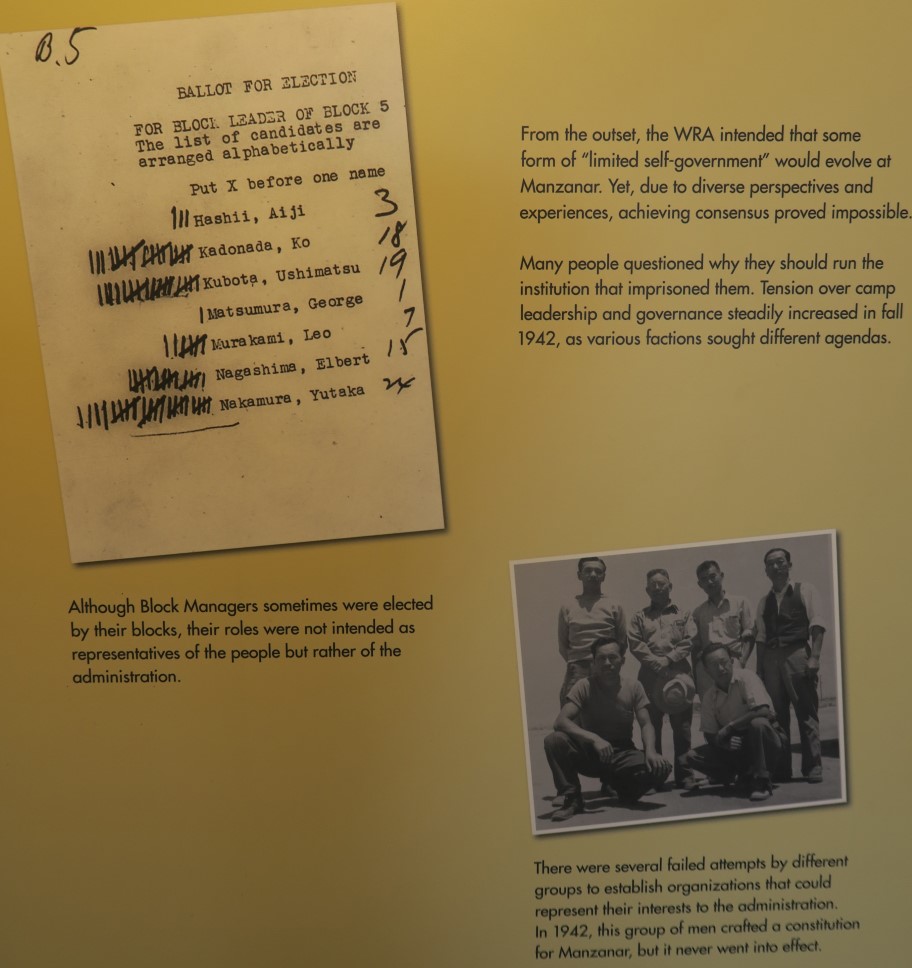 B.5
BALLOT FOR ELECTION
FOR BLOCK LEADER OF BLOCK 5
The list of candidates are
arranged alphabetically
Put X before one name
Hashii, Aiji 3
Kadonada, Ko 18
Kubota, Ushimatsu 19
Matsumura, George 1
Murakami, Leo 7
Nagashima, Elbert 15
Nakamura, Yutaka 24
Although Block Managers sometimes were elected
by their blocks, their roles were not intended as
representatives of the people but rather of the
administration.
From the outset, the WRA intended that some
form of “limited self-government” would evolve at
Manzanar. Yet, due to diverse perspectives and
experiences, achieving consensus proved impossible.
Many people questioned why they should run the
institution that imprisoned them. Tension over camp
leadership and governance steadily increased in fall
1942, as various factions sought different agendas.
There were several failed attempts by different
groups to establish organizations that could
represent their interests to the administration.
In 1942, this group of men crafted a constitution
for Manzanar, but it never went into effect.